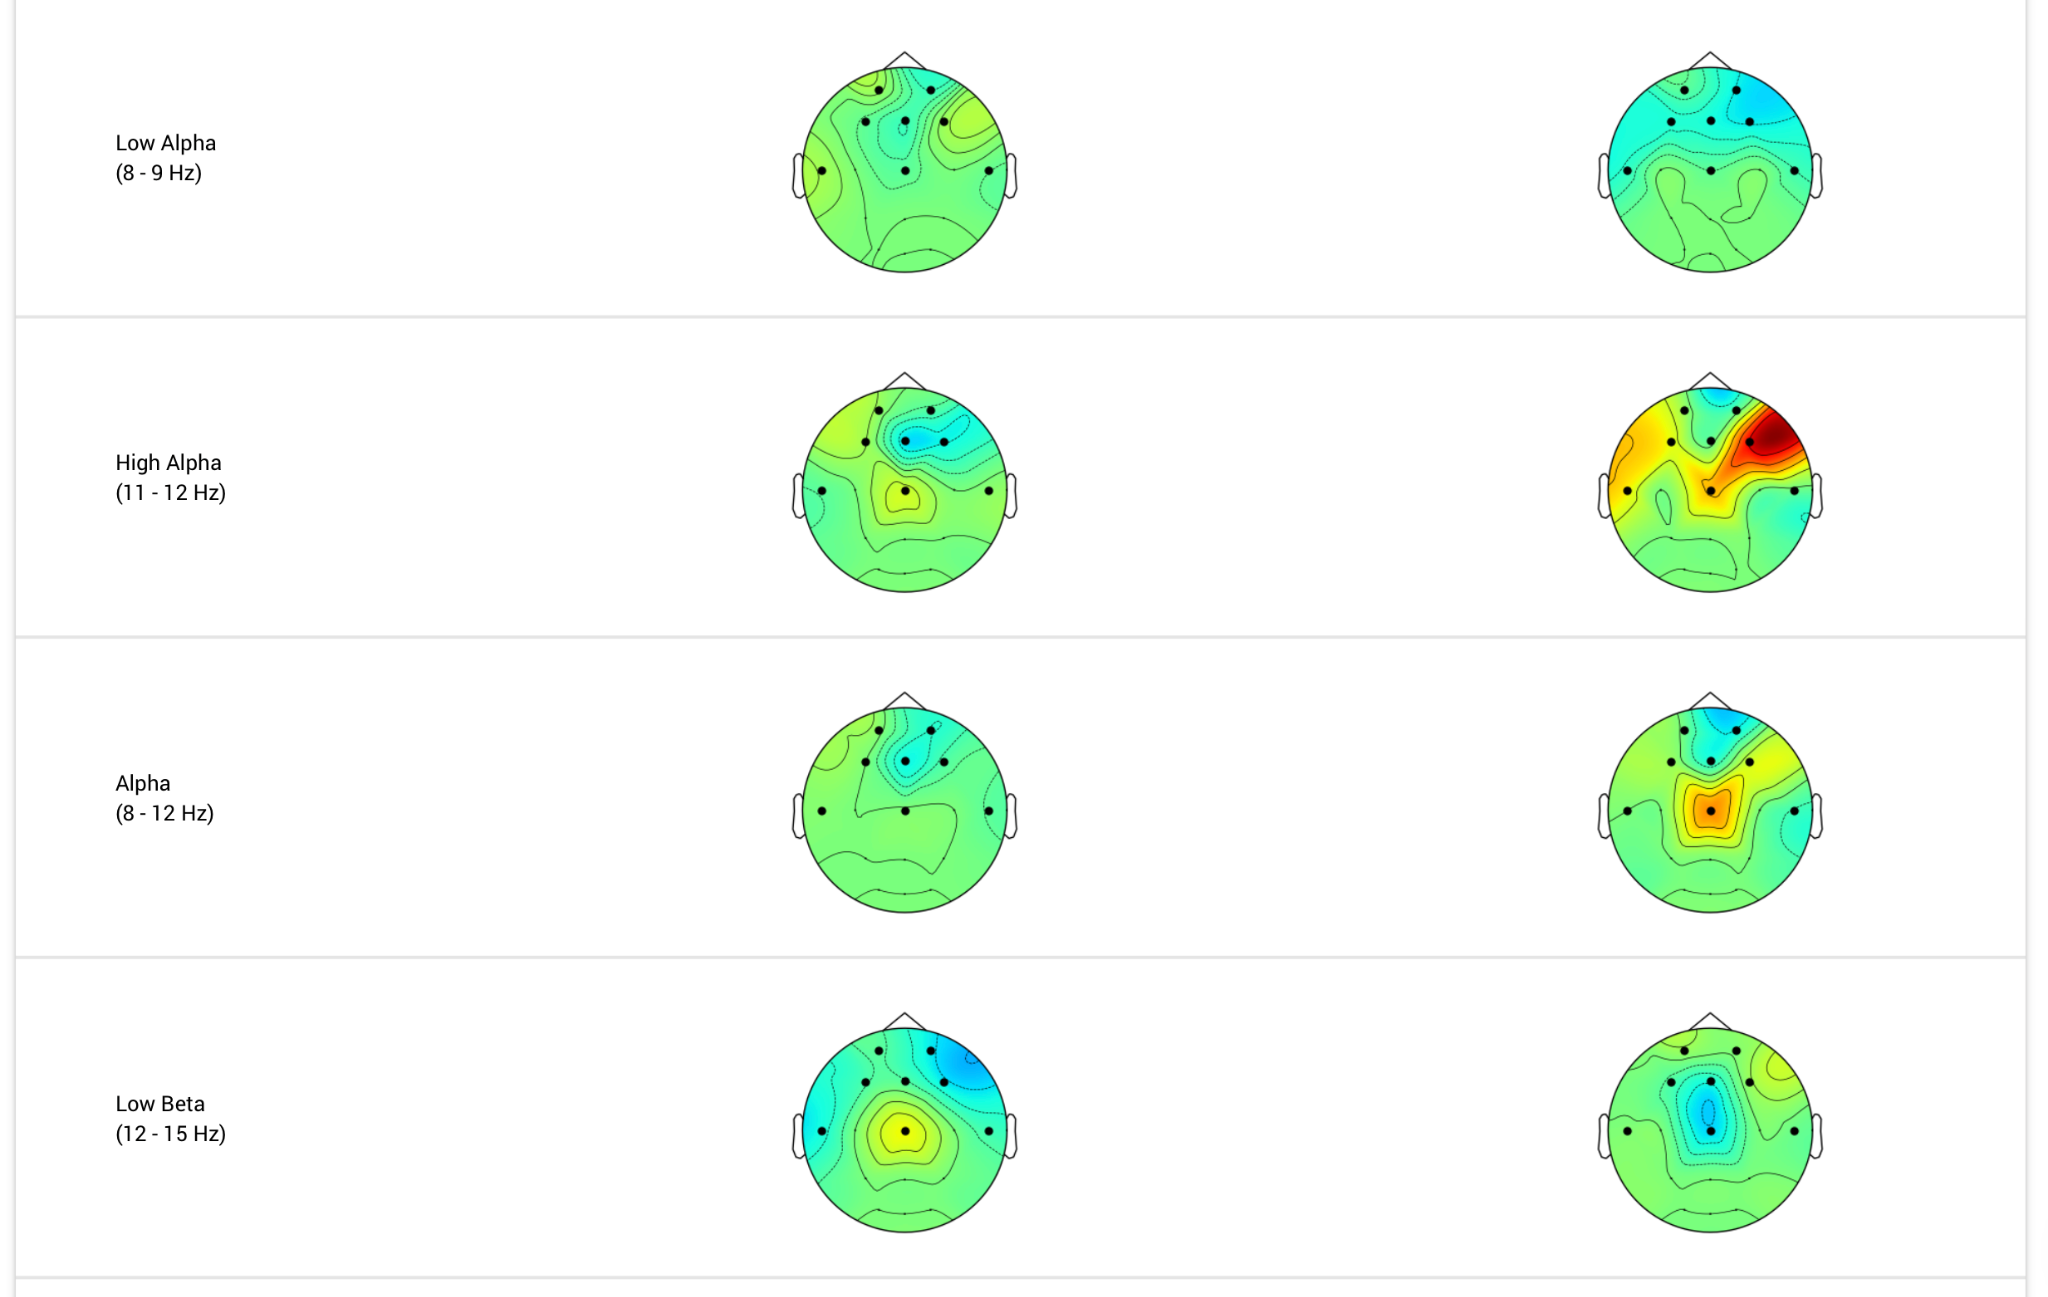 Low Alpha
(8 - 9 Hz)
High Alpha
(11 - 12 Hz)
Alpha
(8 - 12 Hz)
Low Beta
(12 - 15 Hz)